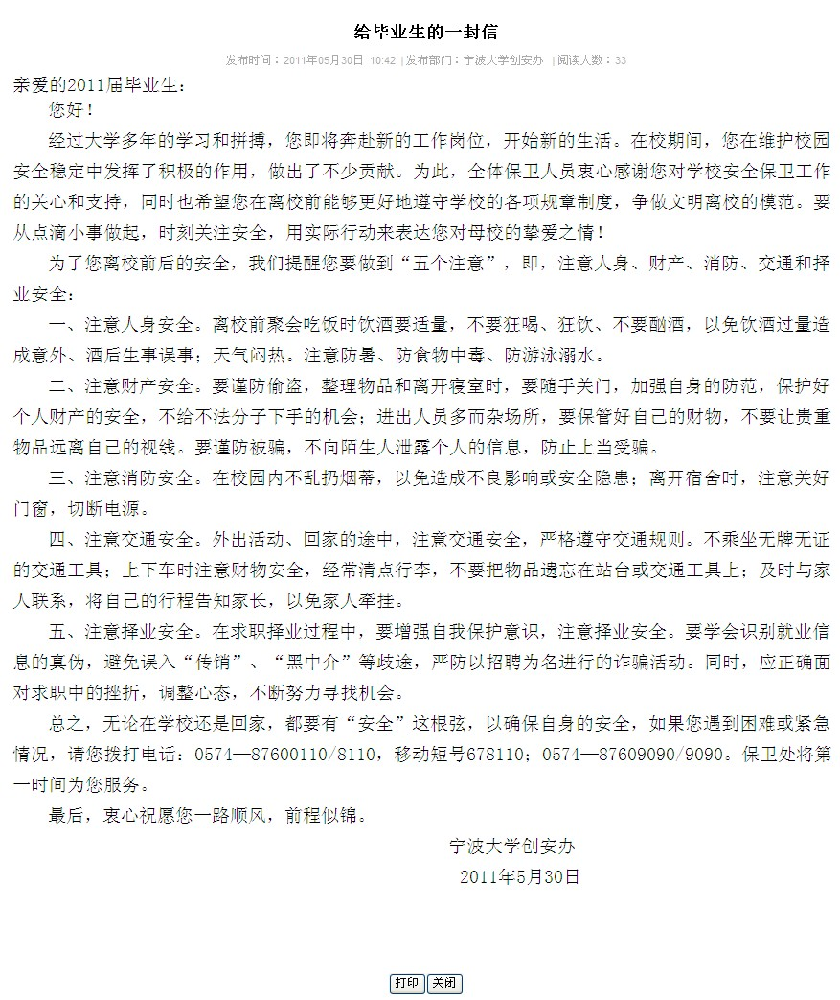 给毕业生的一封信
发布时间：2011年05月30日 10:42 | 发布部门：宁波大学创安办 | 阅读人数：33
亲爱的2011届毕业生：
您好！
经过大学多年的学习和拼搏，您即将奔赴新的工作岗位，开始新的生活。在校期间，您在维护校园
安全稳定中发挥了积极的作用，做出了不少贡献。为此，全体保卫人员衷心感谢您对学校安全保卫工作
的关心和支持，同时也希望您在离校前能够更好地遵守学校的各项规章制度，争做文明离校的模范。要
从点滴小事做起，时刻关注安全，用实际行动来表达您对母校的挚爱之情！
为了您离校前后的安全，我们提醒您要做到“五个注意”，即，注意人身、财产、消防、交通和择
业安全：
一、注意人身安全。离校前聚会吃饭时饮酒要适量，不要狂喝、狂饮、不要酗酒，以免饮酒过量造
成意外、酒后生事误事；天气闷热。注意防暑、防食物中毒、防游泳溺水。
二、注意财产安全。要谨防偷盗，整理物品和离开寝室时，要随手关门，加强自身的防范，保护好
个人财产的安全，不给不法分子下手的机会；进出人员多而杂场所，要保管好自己的财物，不要让贵重
物品远离自己的视线。要谨防被骗，不向陌生人泄露个人的信息，防止上当受骗。
三、注意消防安全。在校园内不乱扔烟蒂，以免造成不良影响或安全隐患；离开宿舍时，注意关好
门窗，切断电源。
四、注意交通安全。外出活动、回家的途中，注意交通安全，严格遵守交通规则。不乘坐无牌无证
的交通工具；上下车时注意财物安全，经常清点行李，不要把物品遗忘在站台或交通工具上；及时与家
人联系，将自己的行程告知家长，以免家人牵挂。
五、注意择业安全。在求职择业过程中，要增强自我保护意识，注意择业安全。要学会识别就业信
息的真伪，避免误入“传销”、“黑中介”等歧途，严防以招聘为名进行的诈骗活动。同时，应正确面
对求职中的挫折，调整心态，不断努力寻找机会。
总之，无论在学校还是回家，都要有“安全”这根弦，以确保自身的安全，如果您遇到困难或紧急
情况，请您拨打电话：0574—87600110/8110，移动短号678110；0574—87609090/9090。保卫处将第
一时间为您服务。
最后，衷心祝愿您一路顺风，前程似锦。
宁波大学创安办
2011年5月30日
打印 关闭